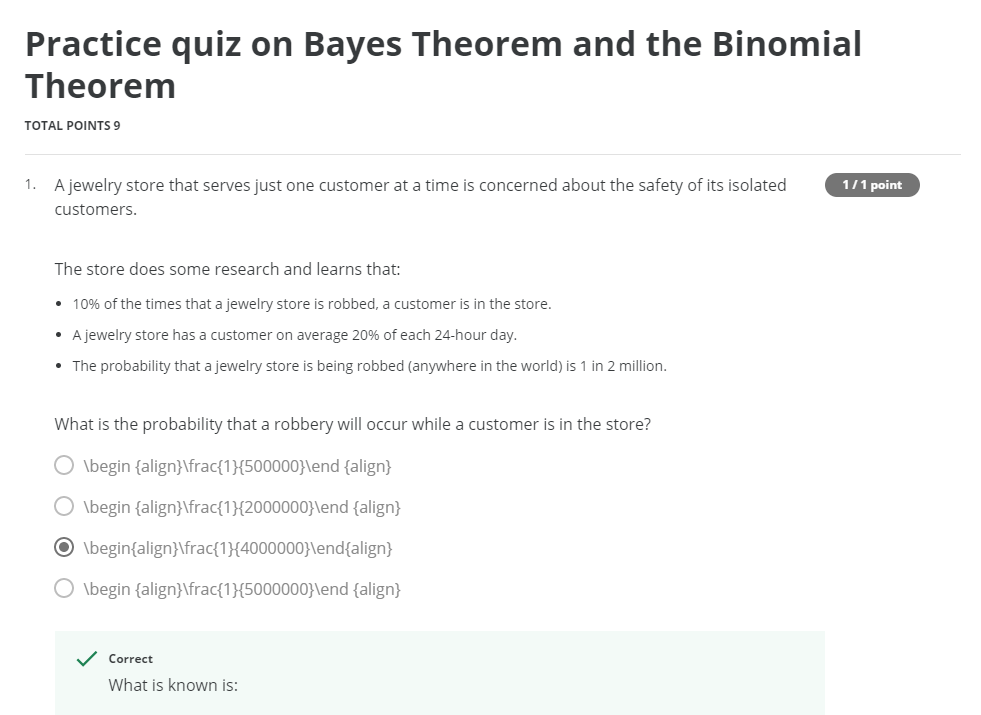 Practice quiz on Bayes Theorem and the Binomial
Theorem
TOTAL POINTS 9
1. A jewelry store that serves just one customer at a time is concerned about the safety of its isolated
customers.
1 / 1 point
The store does some research and learns that:
• 10% of the times that a jewelry store is robbed, a customer is in the store.
• A jewelry store has a customer on average 20% of each 24-hour day.
• The probability that a jewelry store is being robbed (anywhere in the world) is 1 in 2 million.
What is the probability that a robbery will occur while a customer is in the store?
\begin {align}\frac{1}{500000}\end {align}
\begin {align}\frac{1}{2000000}\end {align}
\begin{align}\frac{1}{4000000}\end{align}
\begin {align}\frac{1}{5000000}\end {align}
Correct
What is known is: